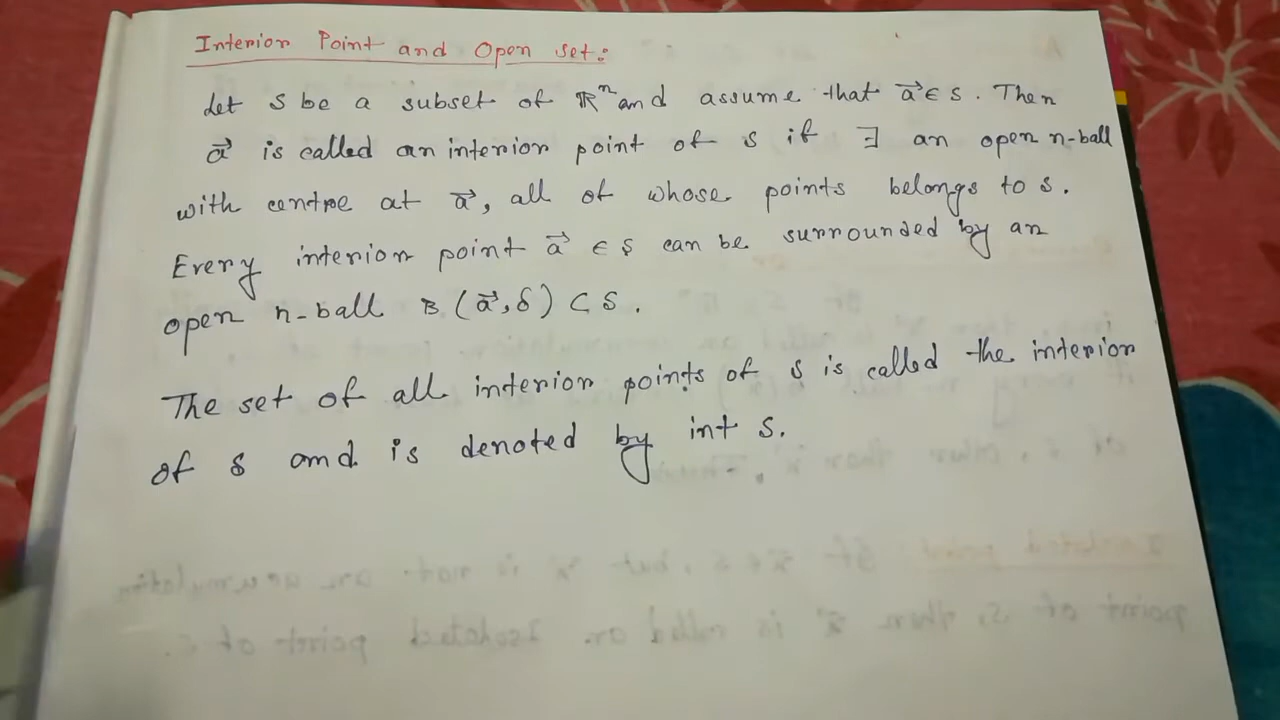 Interior Point and Open set:
Let S be a subset of ℝⁿ and assume that a⃗ ∈ S. Then
a⃗ is called an interior point of S if ∃ an open n-ball
with centre at a⃗, all of whose points belongs to S.
Every interior point a⃗ ∈ S can be surrounded by an
open n-ball B (a⃗, δ) ⊂ S.
The set of all interior points of S is called the interior
of S and is denoted by int S.